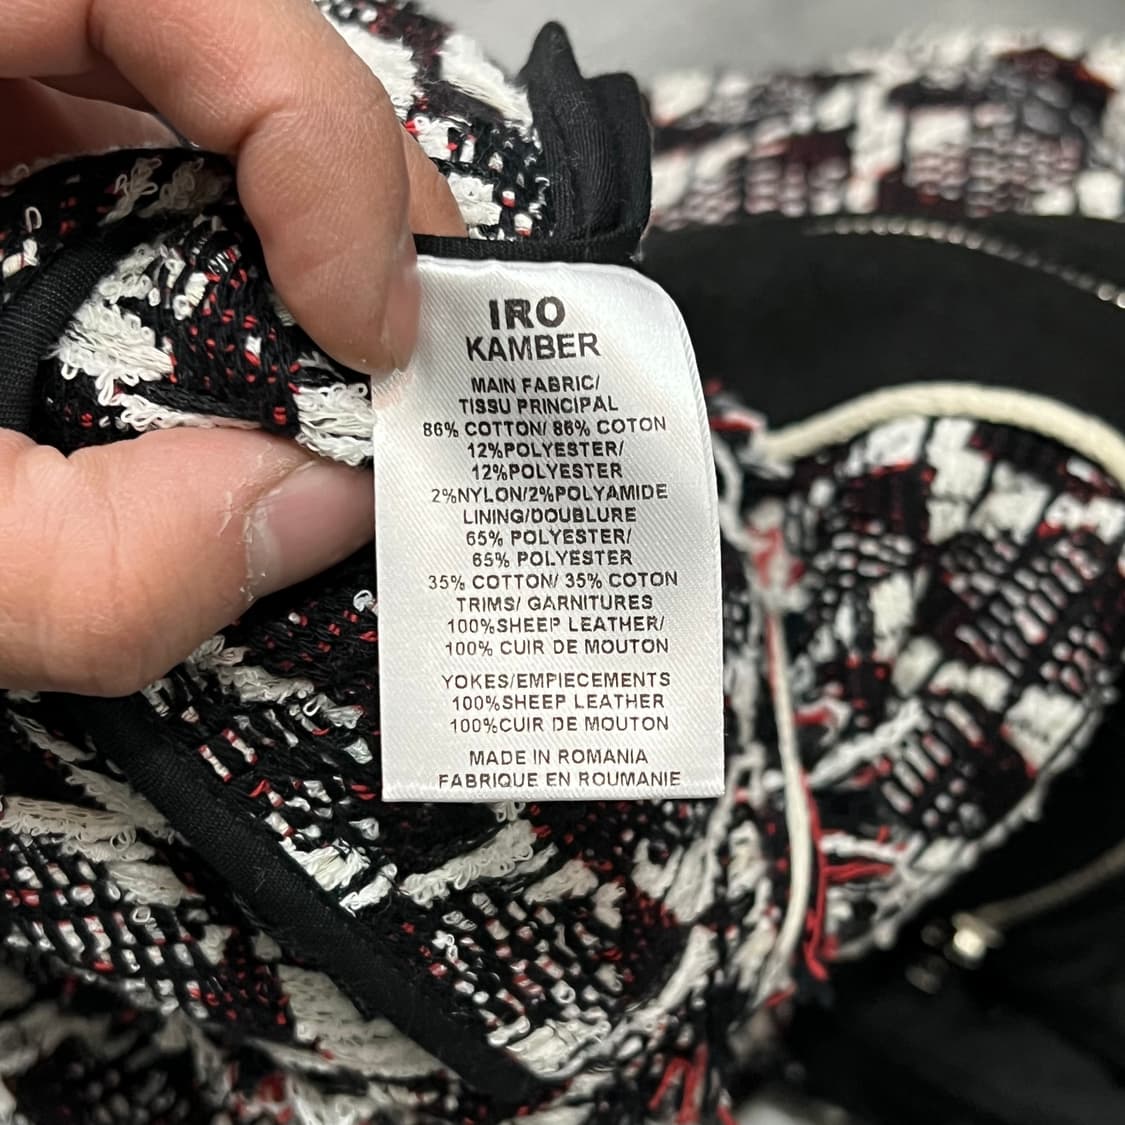 IRO
KAMBER
MAIN FABRIC/
TISSU PRINCIPAL
86% COTTON/ 86% COTON
12%POLYESTER/
12%POLYESTER
2%NYLON/2%POLYAMIDE
LINING/DOUBLURE
65% POLYESTER/
65% POLYESTER
35% COTTON/ 35% COTON
TRIMS/ GARNITURES
100%SHEEP LEATHER/
100% CUIR DE MOUTON
YOKES/EMPIECEMENTS
100%SHEEP LEATHER
100%CUIR DE MOUTON
MADE IN ROMANIA
FABRIQUE EN ROUMANIE